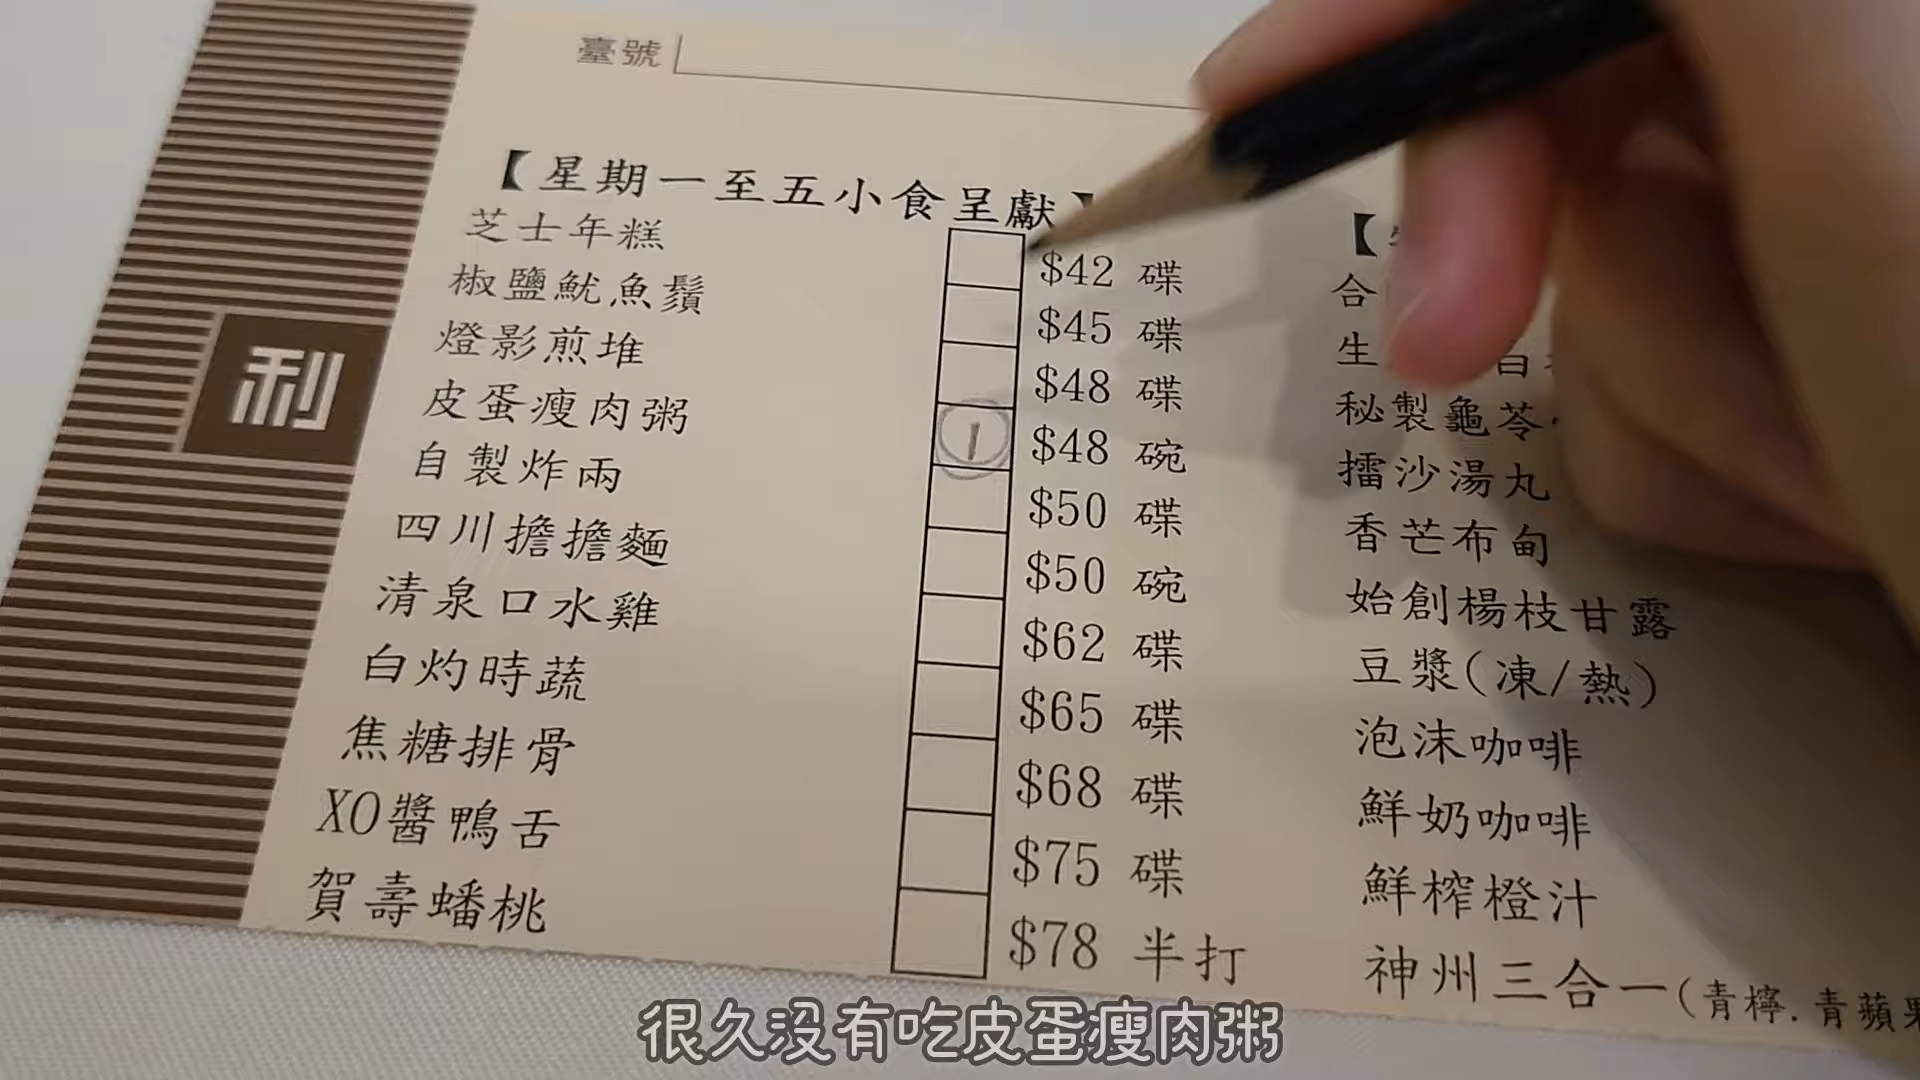 臺號
【星期一至五小食呈獻】
芝士年糕 $42 碟
椒鹽魷魚鬚 $45 碟
燈影煎堆 $48 碟
皮蛋瘦肉粥 1 $48 碗
自製炸兩 $50 碟
四川擔擔麵 $50 碗
清泉口水雞 $62 碟
白灼時蔬 $65 碟
焦糖排骨 $68 碟
XO醬鴨舌 $75 碟
賀壽蟠桃 $78 半打
利
【
合
生
秘製龜苓
擂沙湯丸
香芒布甸
始創楊枝甘露
豆漿(凍/熱)
泡沫咖啡
鮮奶咖啡
鮮榨橙汁
神州三合一(青檸.青蘋果
很久没有吃皮蛋瘦肉粥